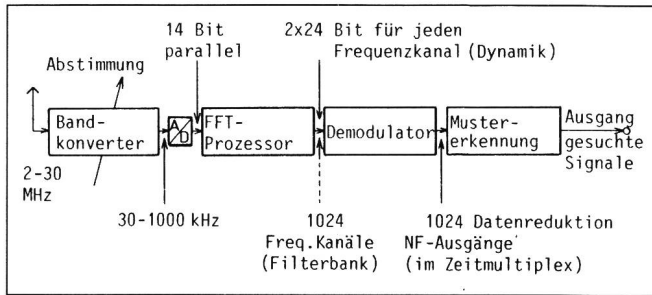 14 Bit
parallel
2x24 Bit für jeden
Frequenzkanal (Dynamik)
Abstimmung
Band-
konverter
A
D
FFT-
Prozessor
Demodulator
Muster-
erkennung
Ausgang
gesuchte
Signale
2-30
MHz
30-1000 kHz
1024
Freq.Kanäle
(Filterbank)
1024 Datenreduktion
NF-Ausgänge
(im Zeitmultiplex)